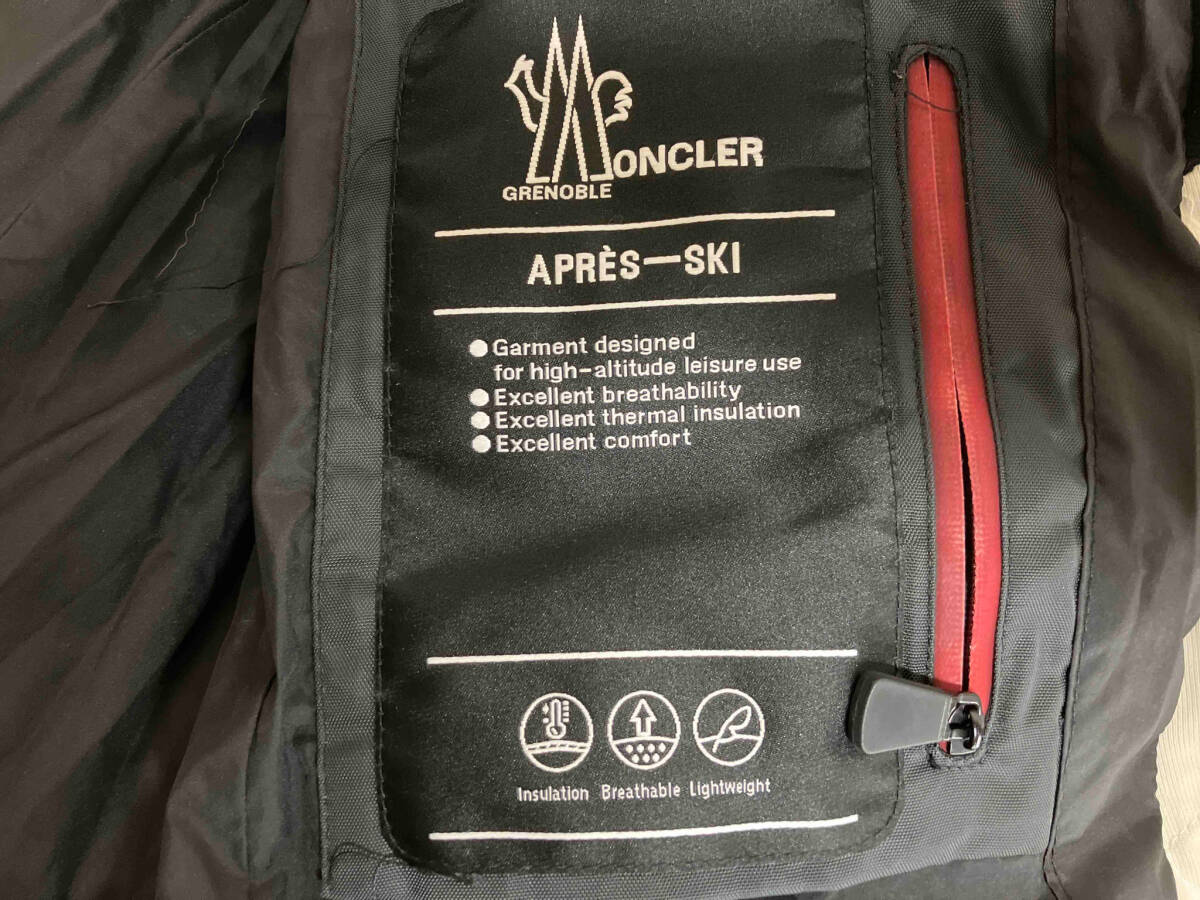 MONCLER
GRENOBLE
APRÈS—SKI
● Garment designed
for high-altitude leisure use
● Excellent breathability
● Excellent thermal insulation
● Excellent comfort
Insulation Breathable Lightweight